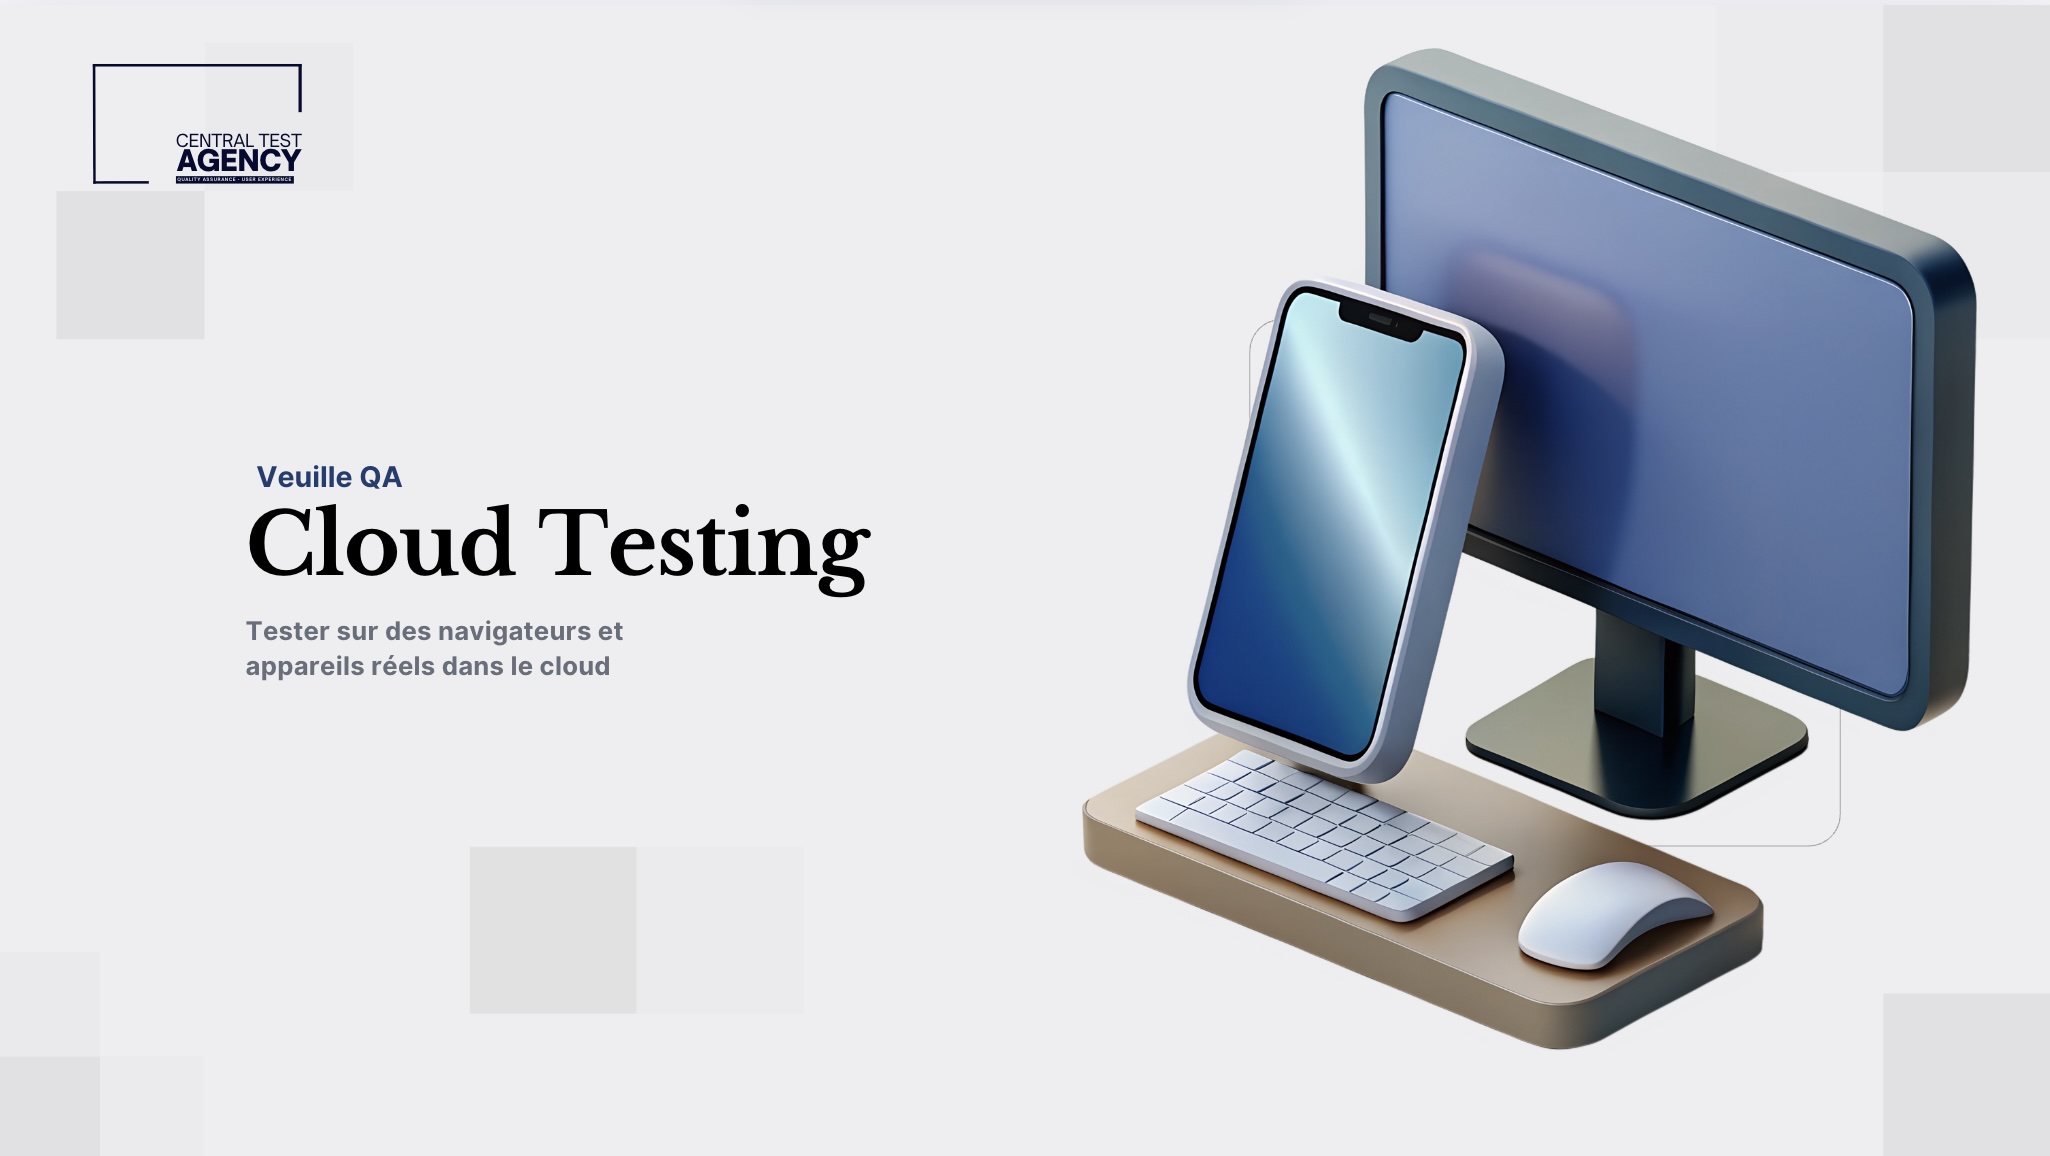 CENTRAL TEST
AGENCY
QUALITY ASSURANCE - USER EXPERIENCE
Veuille QA
Cloud Testing
Tester sur des navigateurs et
appareils réels dans le cloud